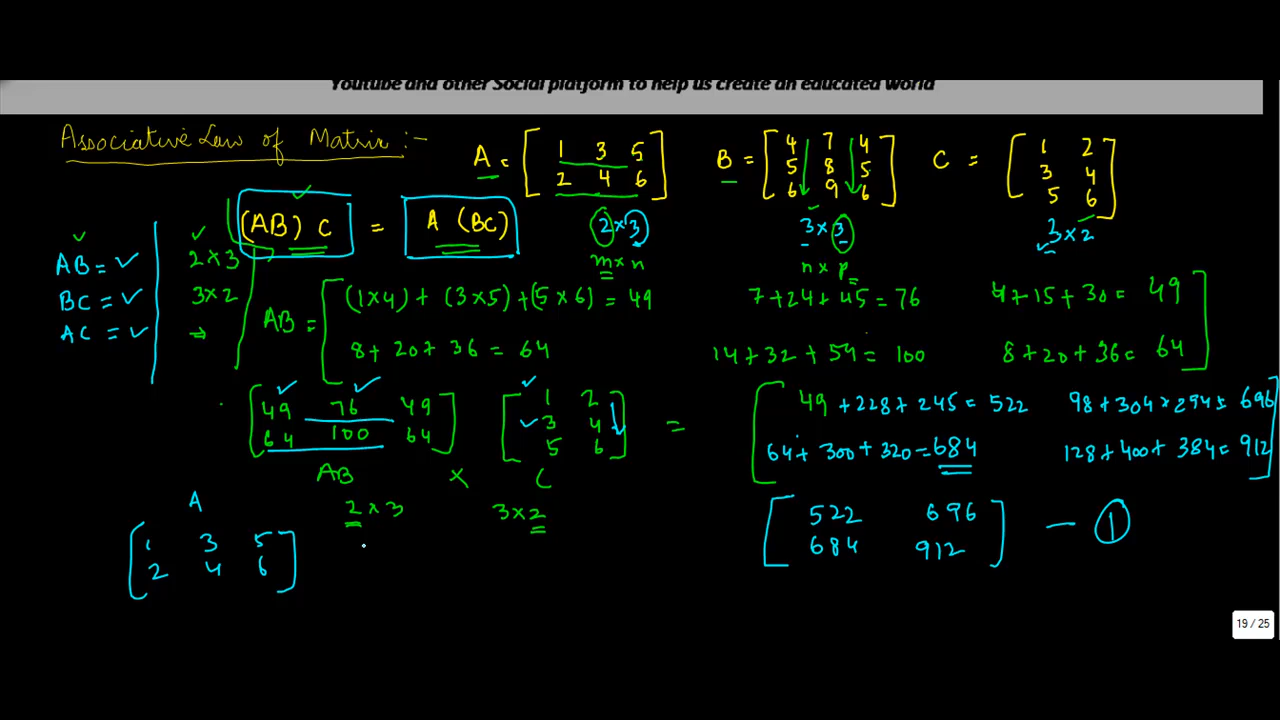 Youtube and other Social platform to help us create an educated World
Associative Law of Matrix :-
A = [ 1 3 5
2 4 6 ]
B = [ 4 7 4
5 8 5
6 9 6 ]
C = [ 1 2
3 4
5 6 ]
(AB) C = A (BC)
2 × 3
m × n
3 × 3
n × p
3 × 2
AB = ✓ 2 × 3
BC = ✓ 3 × 2
AC = ✓ ⇒
AB = [ (1×4) + (3×5) + (5×6) = 49 7+24+45 = 76 4+15+30 = 49
8+20+36 = 64 14+32+54 = 100 8+20+36 = 64 ]
[ 49 76 49
64 100 64 ]
[ 1 2
3 4
5 6 ]
= [ 49 +228+245 = 522 98+304+294 = 696
64+300+320 = 684 128+400+384 = 912 ]
AB × C
2 × 3 3 × 2
[ 522 696
684 912 ] — 1
A
[ 1 3 5
2 4 6 ]
19 / 25